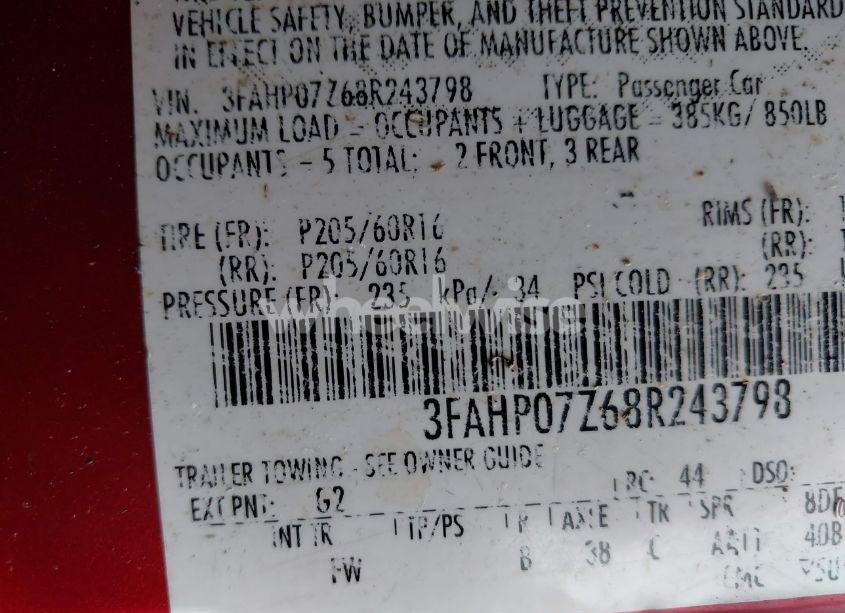 VEHICLE SAFETY, BUMPER, AND THEFT PREVENTION STANDARD
IN EFFECT ON THE DATE OF MANUFACTURE SHOWN ABOVE.
VIN: 3FAHP07Z68R243798 TYPE: Passenger Car
MAXIMUM LOAD = OCCUPANTS + LUGGAGE = 385KG/ 850LB
OCCUPANTS - 5 TOTAL: 2 FRONT, 3 REAR
TIRE (FR): P205/60R16 RIMS (FR):
(RR): P205/60R16 (RR):
PRESSURE (FR): 235 kPa/ 34 PSI COLD (RR): 235
wheelwise
3FAHP07Z68R243798
TRAILER TOWING - SEE OWNER GUIDE
EXT PNT: G2 RC: 44 DSO:
INT TR TP/PS R AXLE TR SPR
FW B 38 C